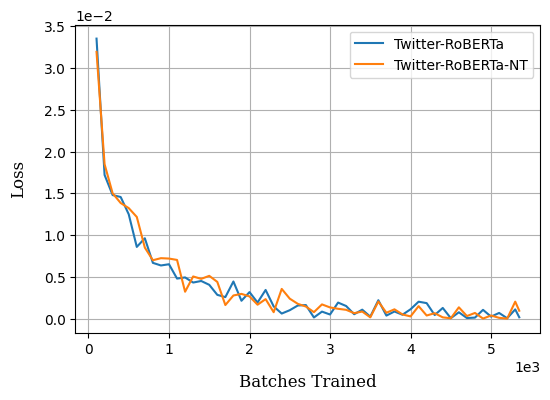 1e−2
3.5
3.0
2.5
2.0
1.5
1.0
0.5
0.0
Loss
Twitter-RoBERTa
Twitter-RoBERTa-NT
0 1 2 3 4 5
1e3
Batches Trained